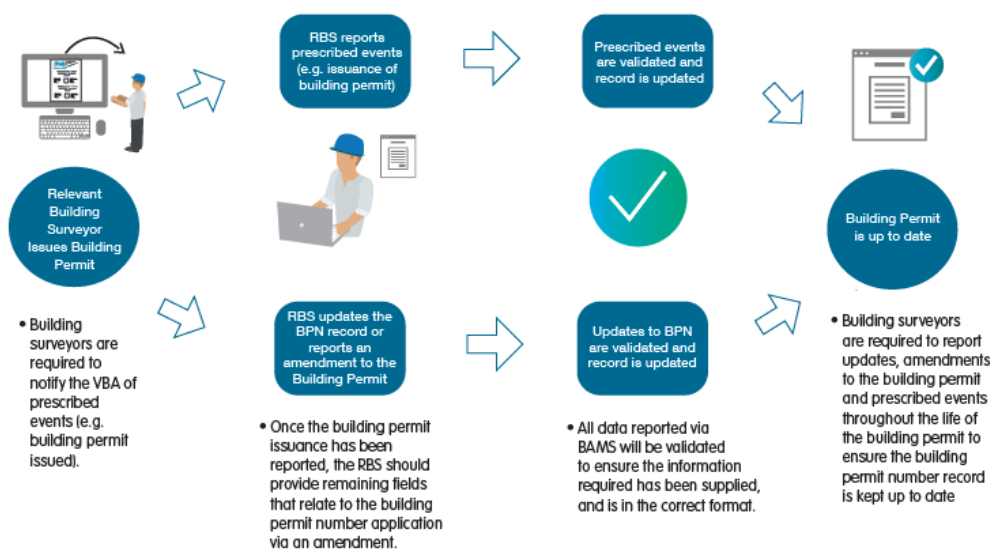 Relevant
Building
Surveyor
Issues Building
Permit
• Building
surveyors are
required to
notify the VBA of
prescribed
events (e.g.
building permit
issued).
RBS reports
prescribed events
(e.g. issuance of
building permit)
RBS updates the
BPN record or
reports an
amendment to the
Building Permit
• Once the building permit
issuance has been
reported, the RBS should
provide remaining fields
that relate to the building
permit number application
via an amendment.
Prescribed events
are validated and
record is updated
Updates to BPN
are validated and
record is updated
• All data reported via
BAMS will be validated
to ensure the information
required has been supplied,
and is in the correct format.
Building Permit
is up to date
• Building surveyors
are required to report
updates, amendments
to the building permit
and prescribed events
throughout the life of
the building permit to
ensure the building
permit number record
is kept up to date